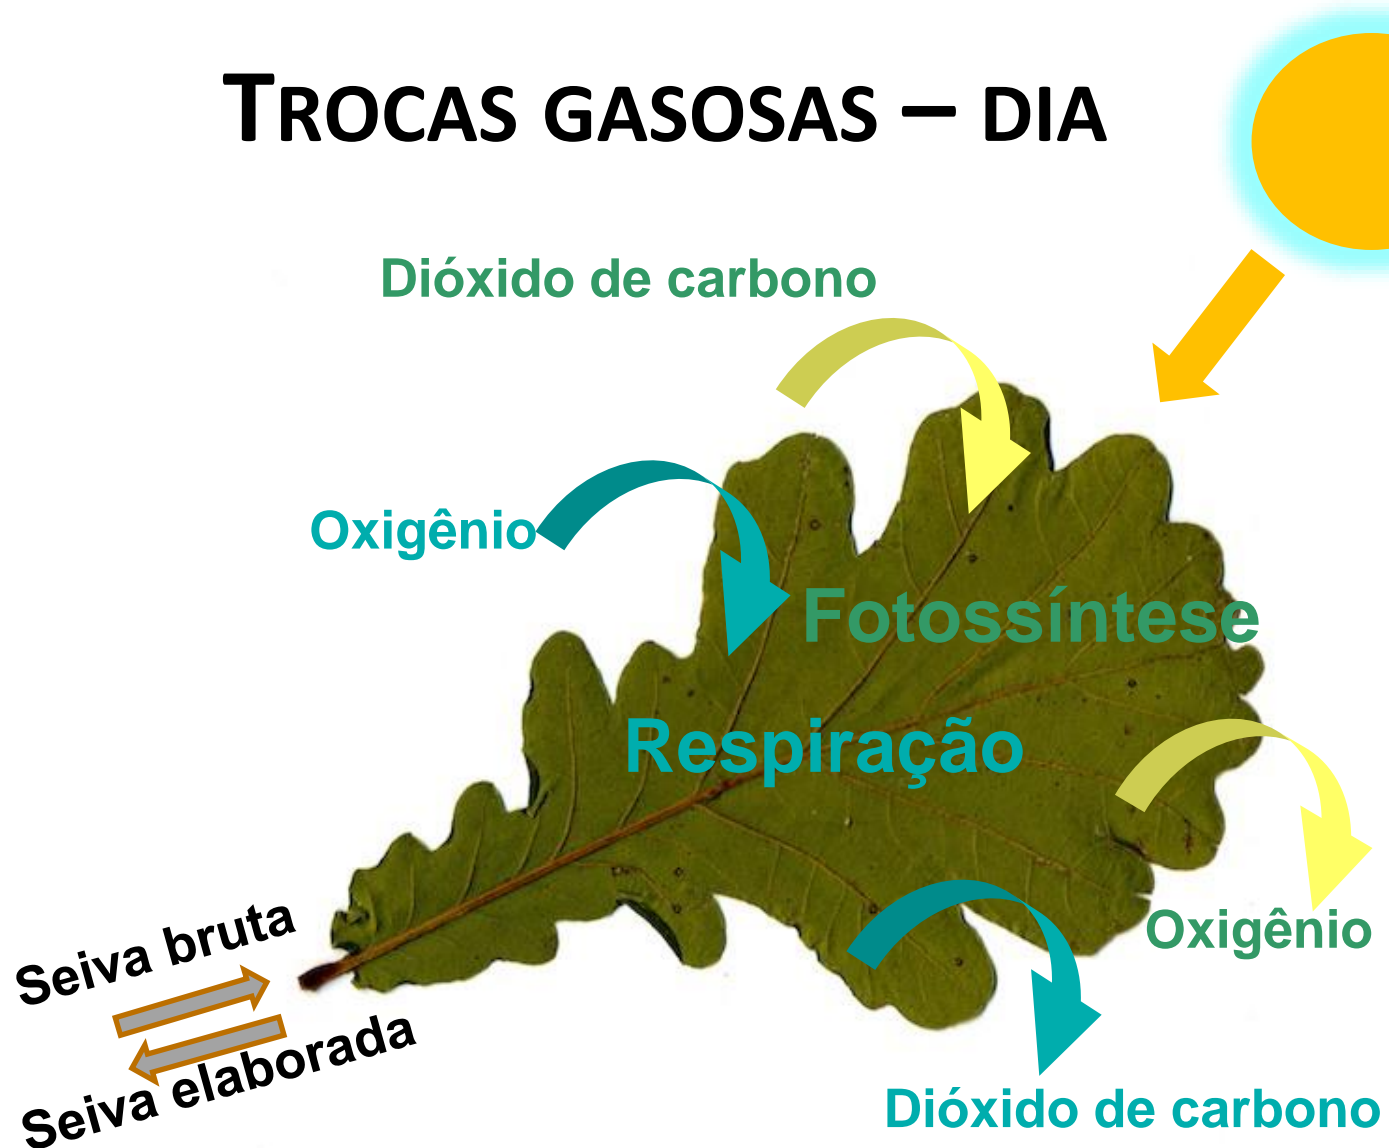 TROCAS GASOSAS – DIA
Dióxido de carbono
Oxigênio
Fotossíntese
Respiração
Seiva bruta
Oxigênio
Seiva elaborada
Dióxido de carbono